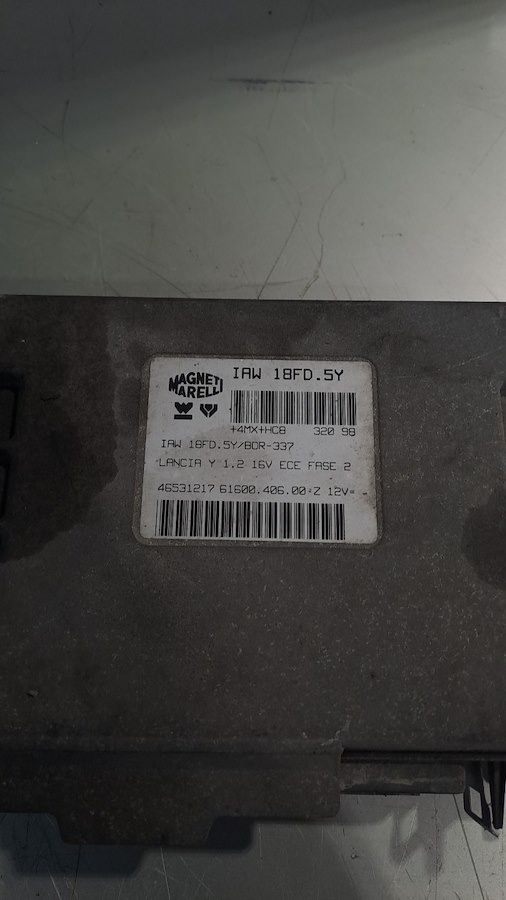 MAGNETI
MARELLI
IAW 18FD.5Y
+4MX+HC8 320 98
IAW 18FD.5Y/BDR-337
LANCIA Y 1.2 16V ECE FASE 2
46531217 61600.406.00:Z 12V= -